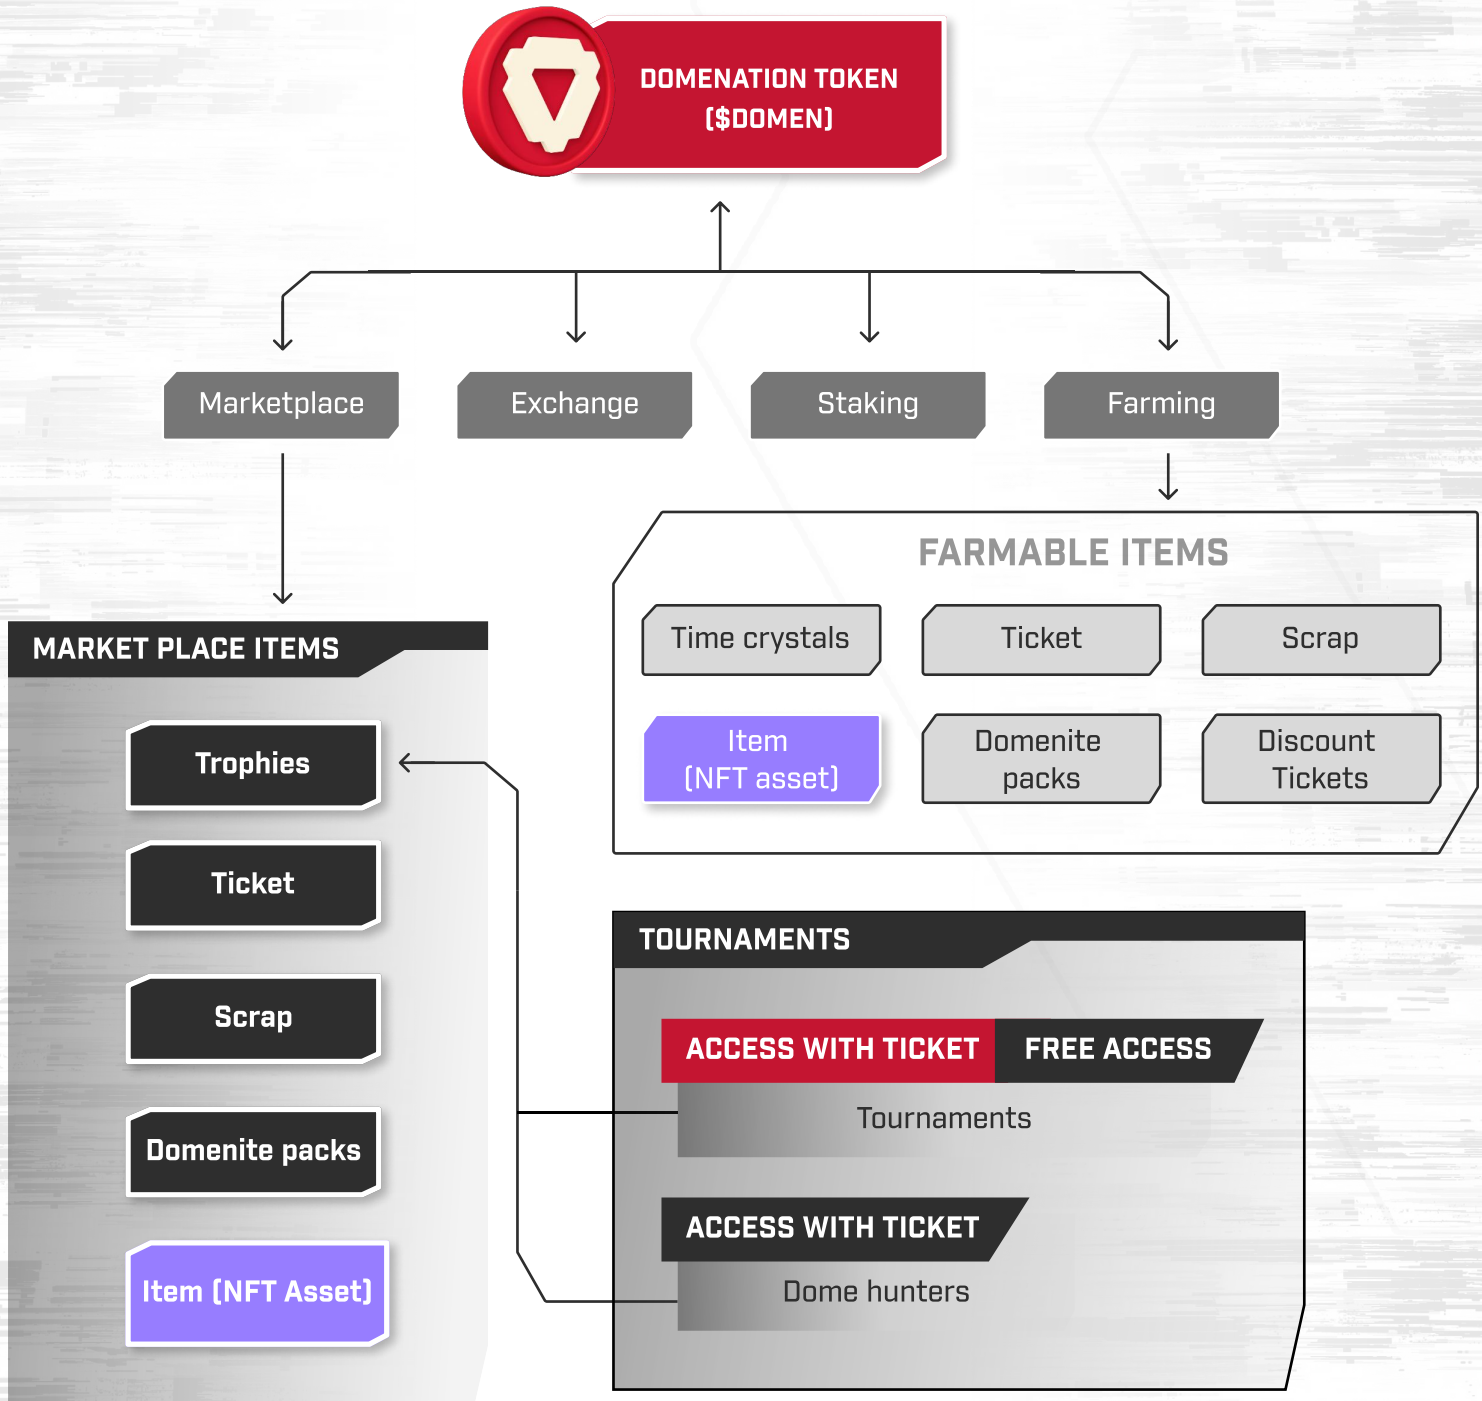 DOMENATION TOKEN
($DOMEN)
Marketplace
Exchange
Staking
Farming
FARMABLE ITEMS
Time crystals
Ticket
Scrap
Item
(NFT asset)
Domenite
packs
Discount
Tickets
MARKET PLACE ITEMS
Trophies
Ticket
Scrap
Domenite packs
Item (NFT Asset)
TOURNAMENTS
ACCESS WITH TICKET
FREE ACCESS
Tournaments
ACCESS WITH TICKET
Dome hunters